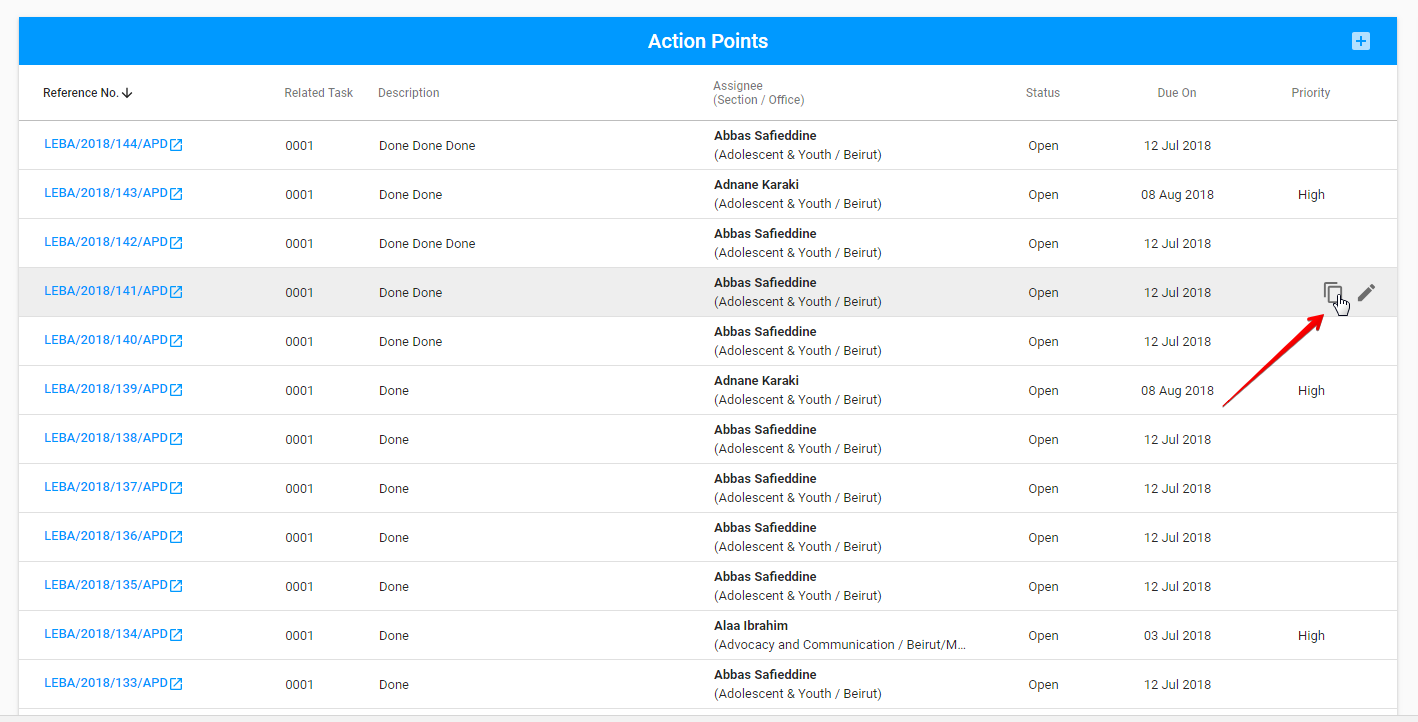 Action Points
Reference No. Related Task Description Assignee Status Due On Priority
(Section / Office)
LEBA/2018/144/APD 0001 Done Done Done Abbas Safieddine Open 12 Jul 2018
(Adolescent & Youth / Beirut)
LEBA/2018/143/APD 0001 Done Done Adnane Karaki Open 08 Aug 2018 High
(Adolescent & Youth / Beirut)
LEBA/2018/142/APD 0001 Done Done Done Abbas Safieddine Open 12 Jul 2018
(Adolescent & Youth / Beirut)
LEBA/2018/141/APD 0001 Done Done Abbas Safieddine Open 12 Jul 2018
(Adolescent & Youth / Beirut)
LEBA/2018/140/APD 0001 Done Done Abbas Safieddine Open 12 Jul 2018
(Adolescent & Youth / Beirut)
LEBA/2018/139/APD 0001 Done Adnane Karaki Open 08 Aug 2018 High
(Adolescent & Youth / Beirut)
LEBA/2018/138/APD 0001 Done Abbas Safieddine Open 12 Jul 2018
(Adolescent & Youth / Beirut)
LEBA/2018/137/APD 0001 Done Abbas Safieddine Open 12 Jul 2018
(Adolescent & Youth / Beirut)
LEBA/2018/136/APD 0001 Done Abbas Safieddine Open 12 Jul 2018
(Adolescent & Youth / Beirut)
LEBA/2018/135/APD 0001 Done Abbas Safieddine Open 12 Jul 2018
(Adolescent & Youth / Beirut)
LEBA/2018/134/APD 0001 Done Alaa Ibrahim Open 03 Jul 2018 High
(Advocacy and Communication / Beirut/M...
LEBA/2018/133/APD 0001 Done Abbas Safieddine Open 12 Jul 2018
(Adolescent & Youth / Beirut)